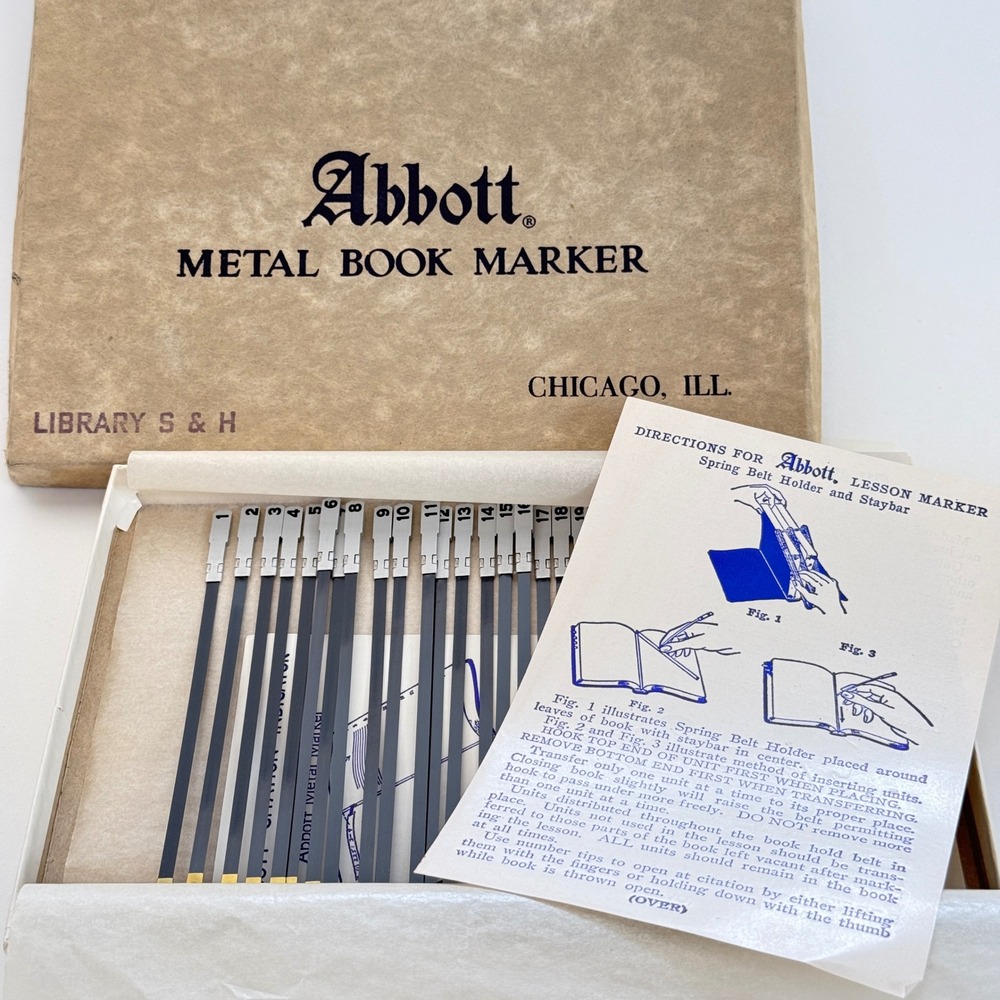 Abbott®
METAL BOOK MARKER
CHICAGO, ILL.
LIBRARY S & H
1 2 3 4 5 6 7 8 9 10 11 12 13 14 15 16 17 18 19
CITATION INDICATOR
Abbott Metal Marker
DIRECTIONS FOR Abbott. LESSON MARKER
Spring Belt Holder and Staybar
Fig. 1
Fig. 3
Fig. 2
Fig. 1 illustrates Spring Belt Holder placed around
leaves of book with staybar in center.
Fig. 2 and Fig. 3 illustrate method of inserting units.
HOOK TOP END OF UNIT FIRST WHEN PLACING.
REMOVE BOTTOM END FIRST WHEN TRANSFERRING.
Transfer only one unit at a time to its proper place.
Closing book slightly will raise the belt permitting
hook to pass under more freely. DO NOT remove more
than one unit at a time.
Units distributed throughout the book hold belt in
place. Units not used in the lesson should be trans-
ferred to those parts of the book left vacant after mark-
ing the lesson. ALL units should remain in the book
at all times.
Use number tips to open at citation by either lifting
them with the fingers or holding down with the thumb
while book is thrown open.
(OVER)